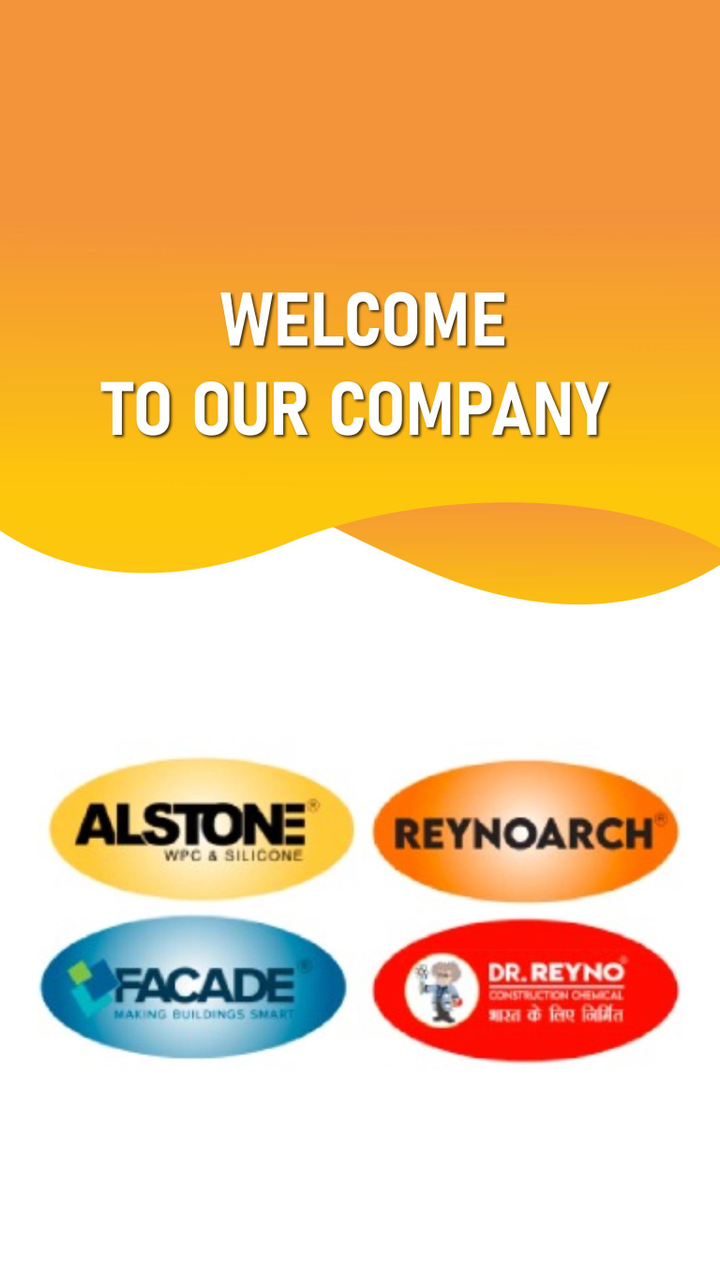 WELCOME
TO OUR COMPANY
ALSTONE®
WPC & SILICONE
REYNOARCH®
FACADE®
MAKING BUILDINGS SMART
DR. REYNO®
CONSTRUCTION CHEMICAL
भारत के लिए निर्मित